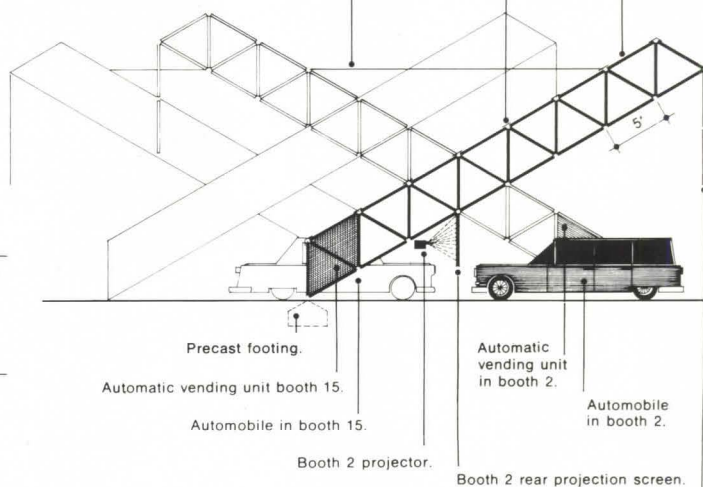 5'
Precast footing.
Automatic vending unit booth 15.
Automobile in booth 15.
Booth 2 projector.
Booth 2 rear projection screen.
Automatic
vending unit
in booth 2.
Automobile
in booth 2.